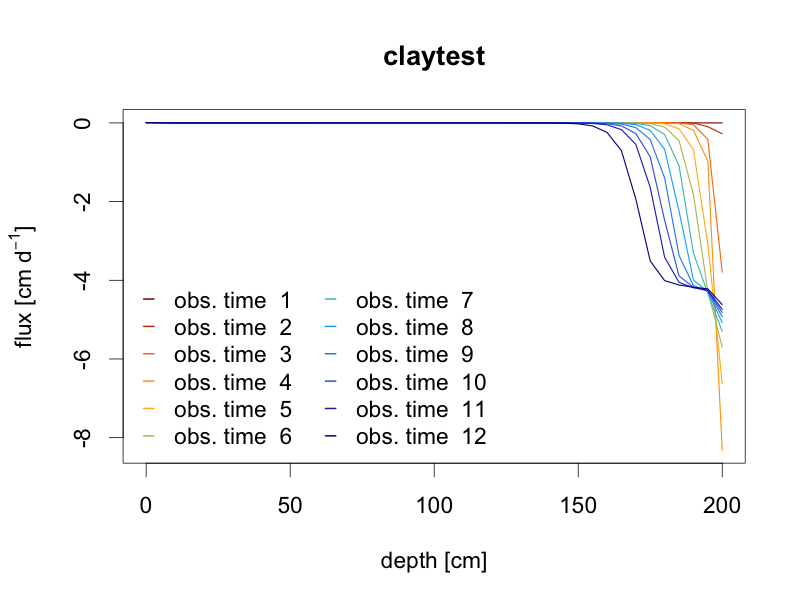 claytest
flux [cm d⁻¹]
0
-2
-4
-6
-8
obs. time 1
obs. time 2
obs. time 3
obs. time 4
obs. time 5
obs. time 6
obs. time 7
obs. time 8
obs. time 9
obs. time 10
obs. time 11
obs. time 12
0 50 100 150 200
depth [cm]